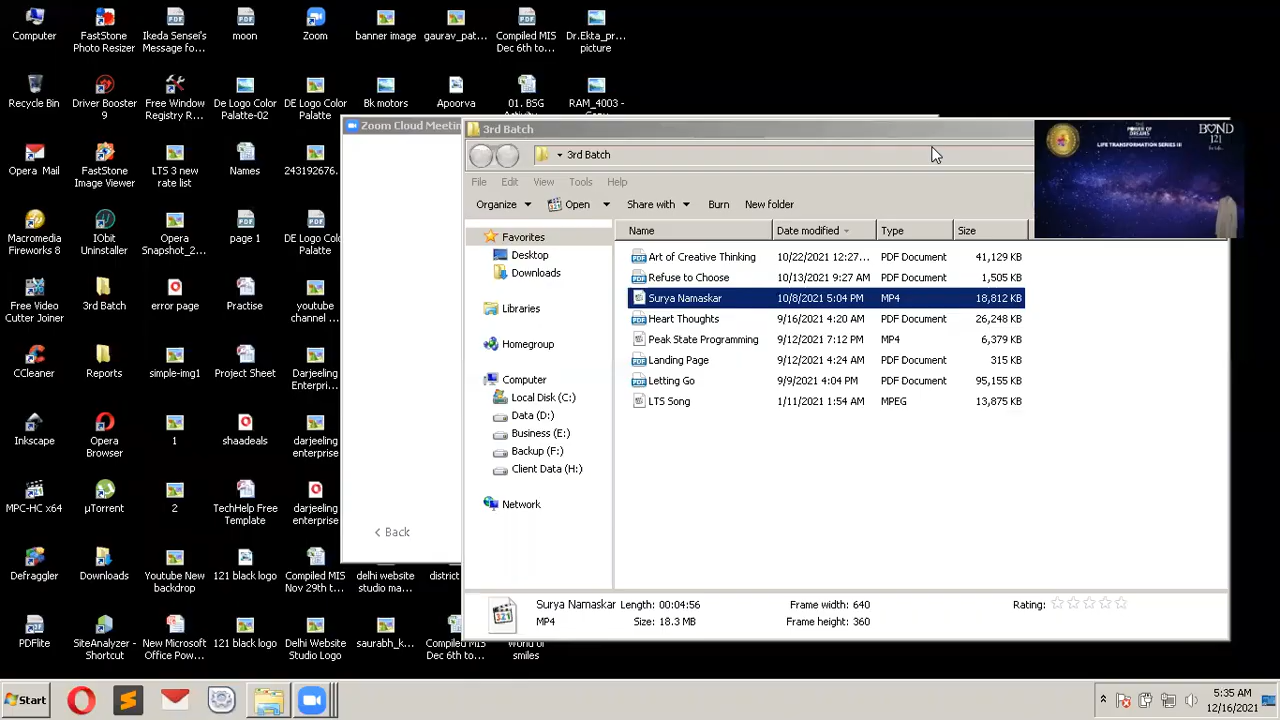 Computer
FastStone
Photo Resizer
Ikeda Sensei's
Message fo...
moon
Zoom
banner image
gaurav_pat...
Compiled MIS
Dec 6th to...
Dr.Ekta_pr...
picture
Recycle Bin
Driver Booster
9
Free Window
Registry R...
De Logo Color
Palette-02
DE Logo Color
Palette
Bk motors
Apoorva
01. BSG
RAM_4003 -
Opera Mail
FastStone
Image Viewer
LTS 3 new
rate list
Names
243192676.
Macromedia
Fireworks 8
IObit
Uninstaller
Opera
Snapshot_2...
page 1
DE Logo Color
Palette
Free Video
Cutter Joiner
3rd Batch
error page
Practise
youtube
channel ...
CCleaner
Reports
simple-img1
Project Sheet
Darjeeling
Enterpri...
Inkscape
Opera
Browser
1
shaadeals
darjeeling
enterprise
MPC-HC x64
µTorrent
2
TechHelp Free
Template
darjeeling
enterprise
Defraggler
Downloads
Youtube New
backdrop
121 black logo
Compiled MIS
Nov 29th to...
delhi website
studio ma...
district
PDFlite
SiteAnalyzer -
Shortcut
New Microsoft
Office Pow...
121 black logo
Delhi Website
Studio Logo
saurabh_k...
Compiled MIS
Dec 6th to...
world of
smiles
Zoom Cloud Meetin
Back
3rd Batch
3rd Batch
File Edit View Tools Help
Organize Open Share with Burn New folder
Favorites
Desktop
Downloads
Libraries
Homegroup
Computer
Local Disk (C:)
Data (D:)
Business (E:)
Backup (F:)
Client Data (H:)
Network
Name Date modified Type Size
Art of Creative Thinking 10/22/2021 12:27... PDF Document 41,129 KB
Refuse to Choose 10/13/2021 9:27 AM PDF Document 1,505 KB
Surya Namaskar 10/8/2021 5:04 PM MP4 18,812 KB
Heart Thoughts 9/16/2021 4:20 AM PDF Document 26,248 KB
Peak State Programming 9/12/2021 7:12 PM MP4 6,379 KB
Landing Page 9/12/2021 4:24 AM PDF Document 315 KB
Letting Go 9/9/2021 4:04 PM PDF Document 95,155 KB
LTS Song 1/11/2021 1:54 AM MPEG 13,875 KB
Surya Namaskar Length: 00:04:56 Frame width: 640 Rating:
MP4 Size: 18.3 MB Frame height: 360
POWER OF
DREAMS
LIFE TRANSFORMATION SERIES III
BOND
121
Start
5:35 AM
12/16/2021